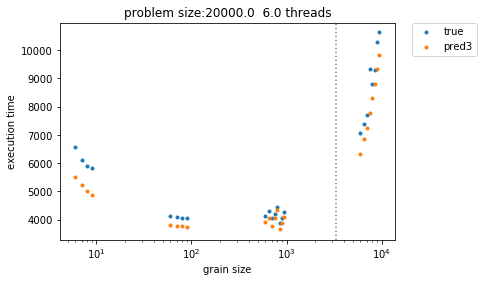 problem size:20000.0  6.0 threads
true
pred3
10000
9000
8000
7000
6000
5000
4000
execution time
10¹
10²
10³
10⁴
grain size